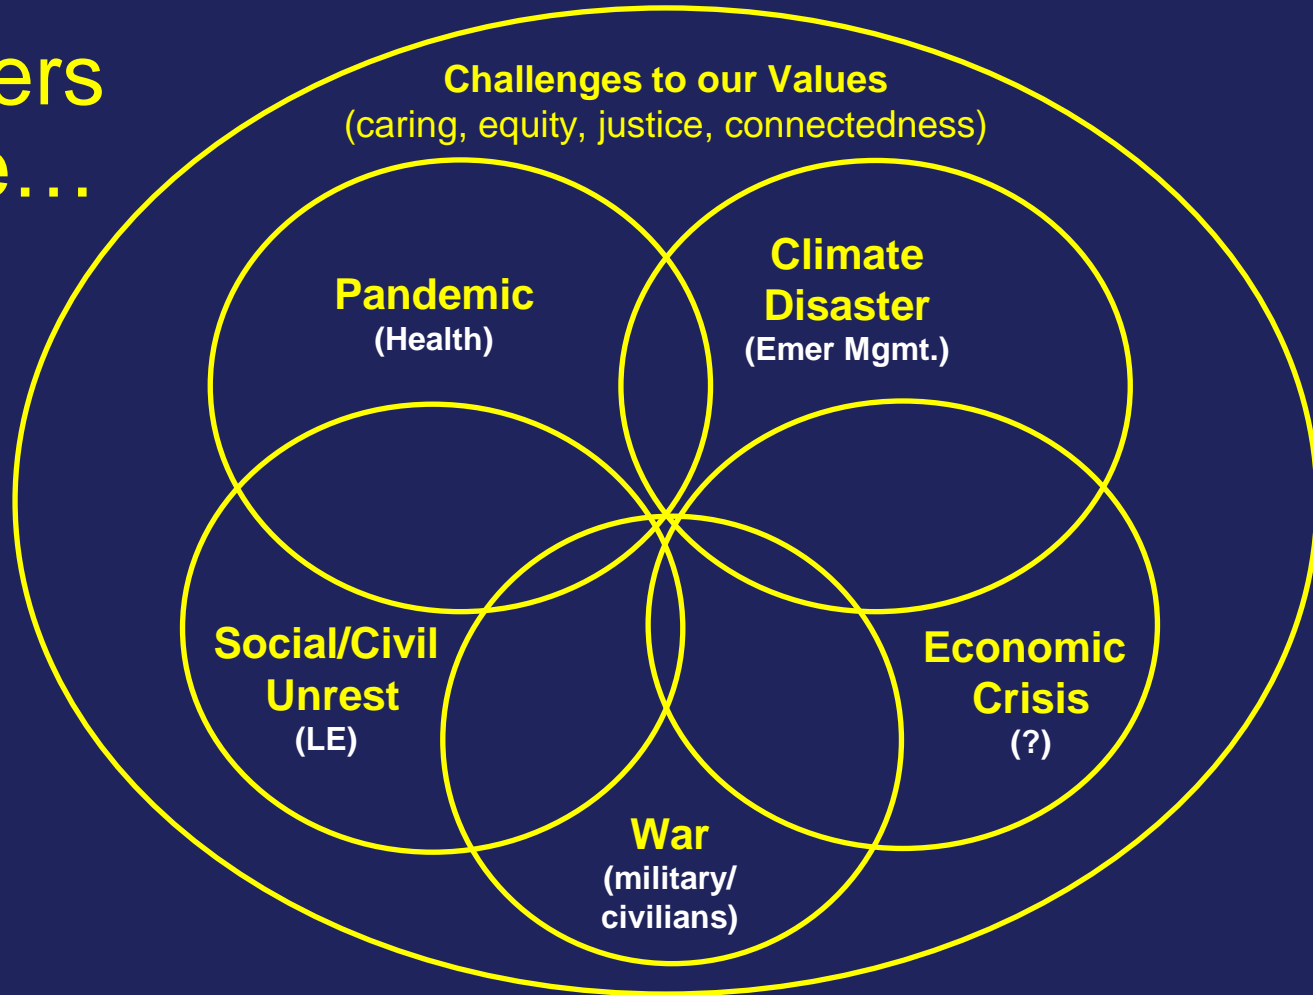 Challenges to our Values
(caring, equity, justice, connectedness)
Pandemic
(Health)
Climate
Disaster
(Emer Mgmt.)
Social/Civil
Unrest
(LE)
Economic
Crisis
(?)
War
(military/
civilians)